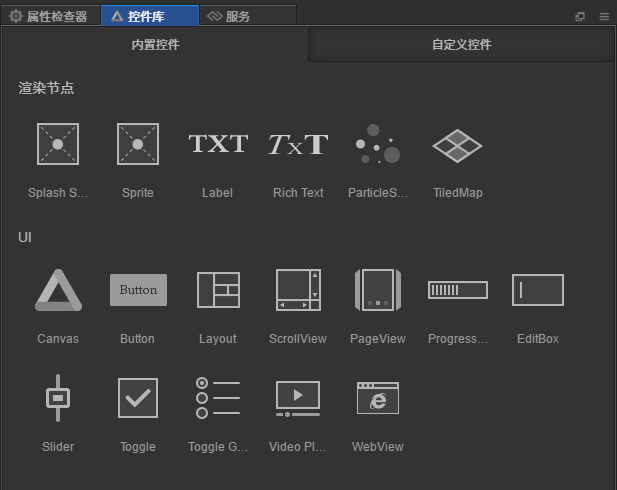 属性检查器 控件库 服务
内置控件 自定义控件
渲染节点
TXT TXT
Splash S... Sprite Label Rich Text ParticleS... TiledMap
UI
Button
Canvas Button Layout ScrollView PageView Progress... EditBox
Slider Toggle Toggle G... Video Pl... WebView